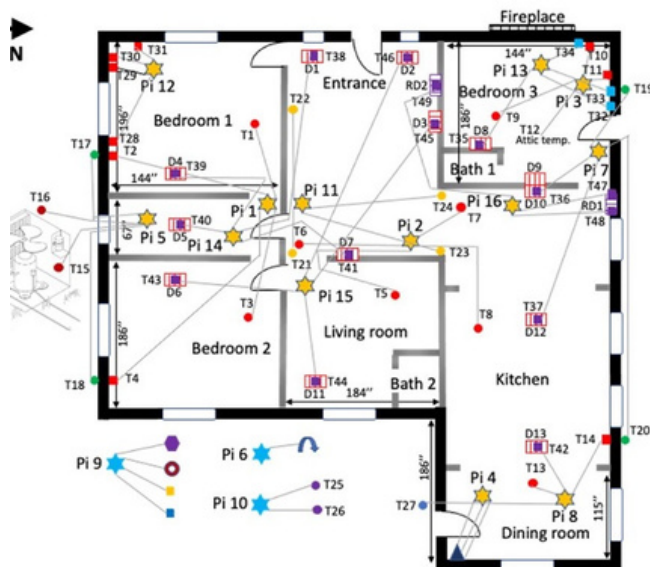 Fireplace
N
T31
T30
T29
Pi 12
T38
D1
Entrance
T46
D2
RD2
T49
D3
T45
144’’
T34
T10
Pi 13
T11
Bedroom 3
Pi 3
T33
T32
T19
186’’
T35
D8
T9
T12
Attic temp.
196’’
Bedroom 1
T1
T22
T28
T2
T17
D4
T39
144’’
Bath 1
D9
D10
T36
Pi 7
T47
RD1
T48
T16
Pi 1
Pi 11
T24
T7
Pi 16
67’’
Pi 5
D5
T40
Pi 14
T6
Pi 2
T23
T21
D7
T41
T15
T43
D6
T3
Pi 15
T5
T8
T37
D12
186’’
Living room
Bedroom 2
T18
T4
T44
D11
Bath 2
184’’
Kitchen
D13
T42
T14
T20
Pi 9
Pi 6
Pi 10
T25
T26
186’’
T27
Pi 4
T13
Pi 8
115’’
Dining room